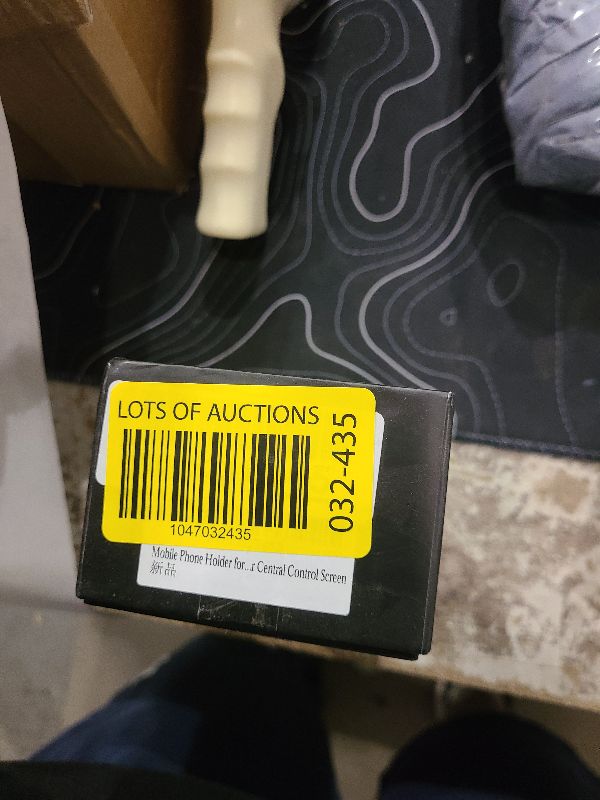 LOTS OF AUCTIONS
032-435
1047032435
Mobile Phone Holder for...r Central Control Screen
新品